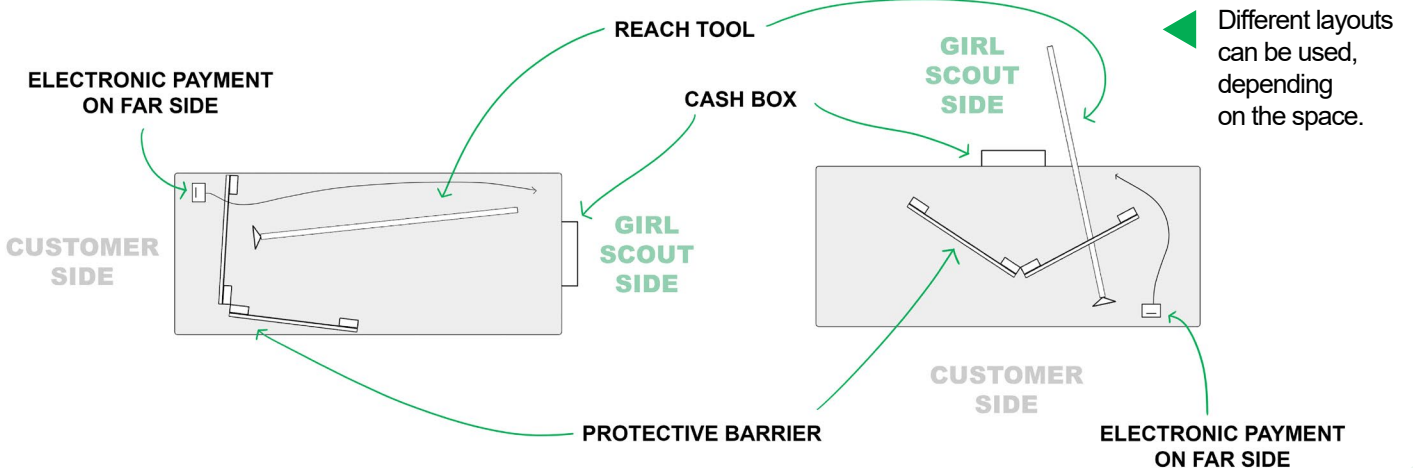 REACH TOOL
Different layouts
can be used,
depending
on the space.
GIRL
SCOUT
SIDE
ELECTRONIC PAYMENT
ON FAR SIDE
CASH BOX
CUSTOMER
SIDE
GIRL
SCOUT
SIDE
CUSTOMER
SIDE
PROTECTIVE BARRIER
ELECTRONIC PAYMENT
ON FAR SIDE